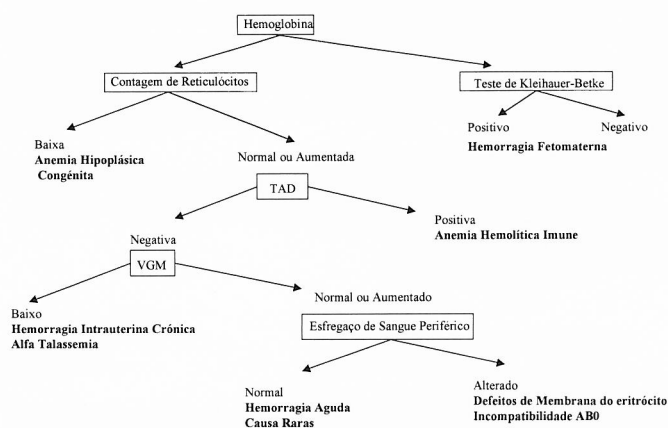 Hemoglobina
Contagem de Reticulócitos
Teste de Kleihauer-Betke
Baixa
Anemia Hipoplásica
Congénita
Normal ou Aumentada
Positivo
Negativo
Hemorragia Fetomaterna
TAD
Negativa
Positiva
Anemia Hemolítica Imune
VGM
Baixo
Hemorragia Intrauterina Crónica
Alfa Talassemia
Normal ou Aumentado
Esfregaço de Sangue Periférico
Normal
Hemorragia Aguda
Causa Raras
Alterado
Defeitos de Membrana do eritrócito
Incompatibilidade AB0